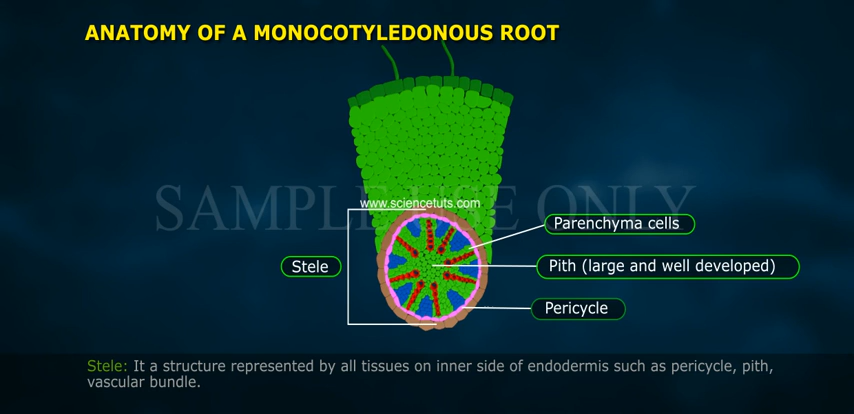 ANATOMY OF A MONOCOTYLEDONOUS ROOT
SAMPLE USE ONLY
www.sciencetuts.com
Parenchyma cells
Stele
Pith (large and well developed)
Pericycle
Stele: It a structure represented by all tissues on inner side of endodermis such as pericycle, pith,
vascular bundle.